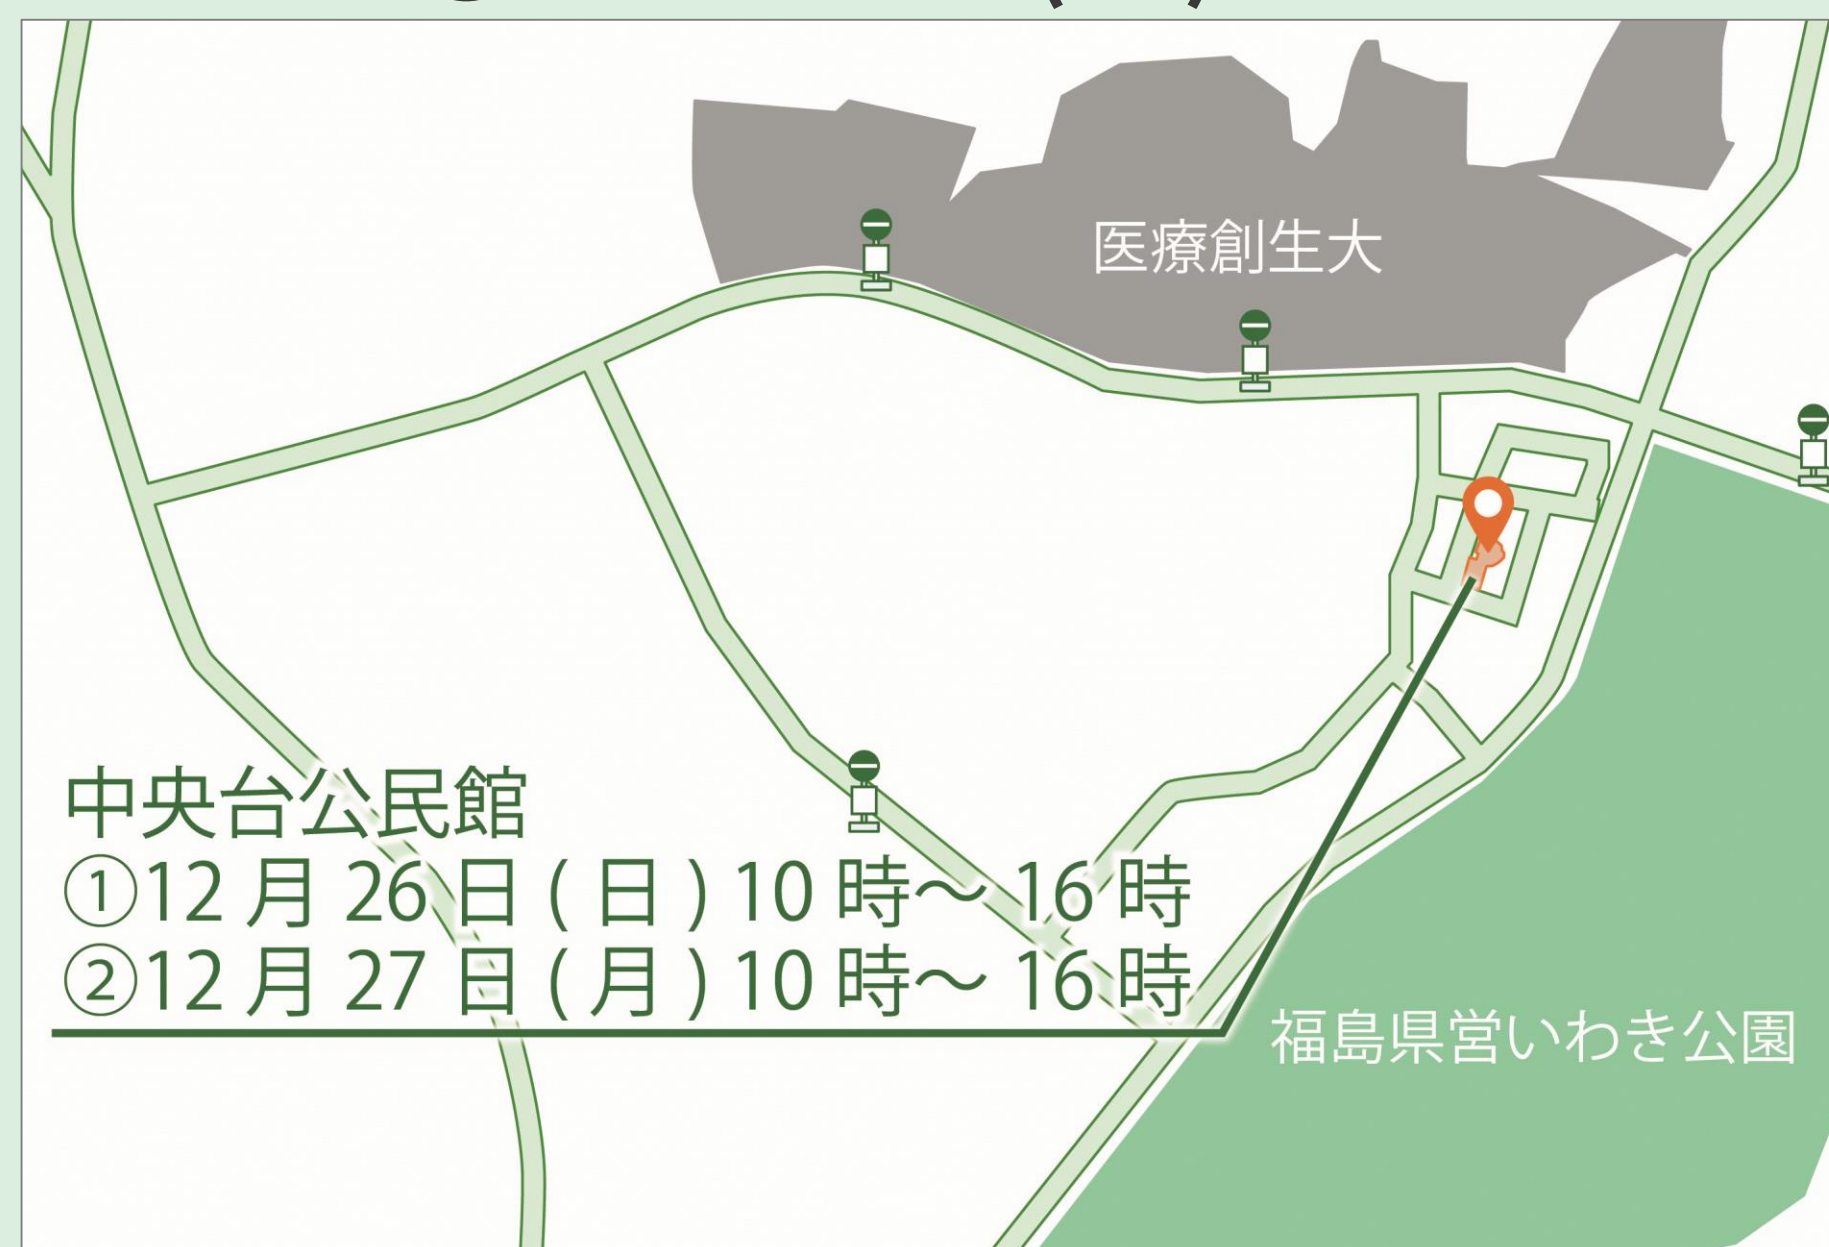 医療創生大
中央台公民館
①12月26日(日)10時～16時
②12月27日(月)10時～16時
福島県営いわき公園